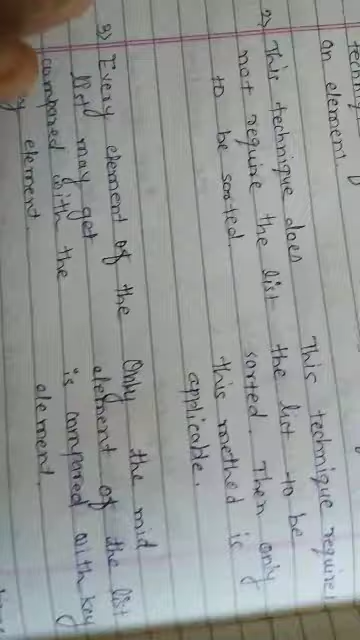 an element.
2) This technique does This technique requires
not require the list the list to be
to be sorted. sorted. Then only
this method is
applicable.
3) Every element of the Only the mid
list may get element of the list
compared with the is compared with key
element. element.